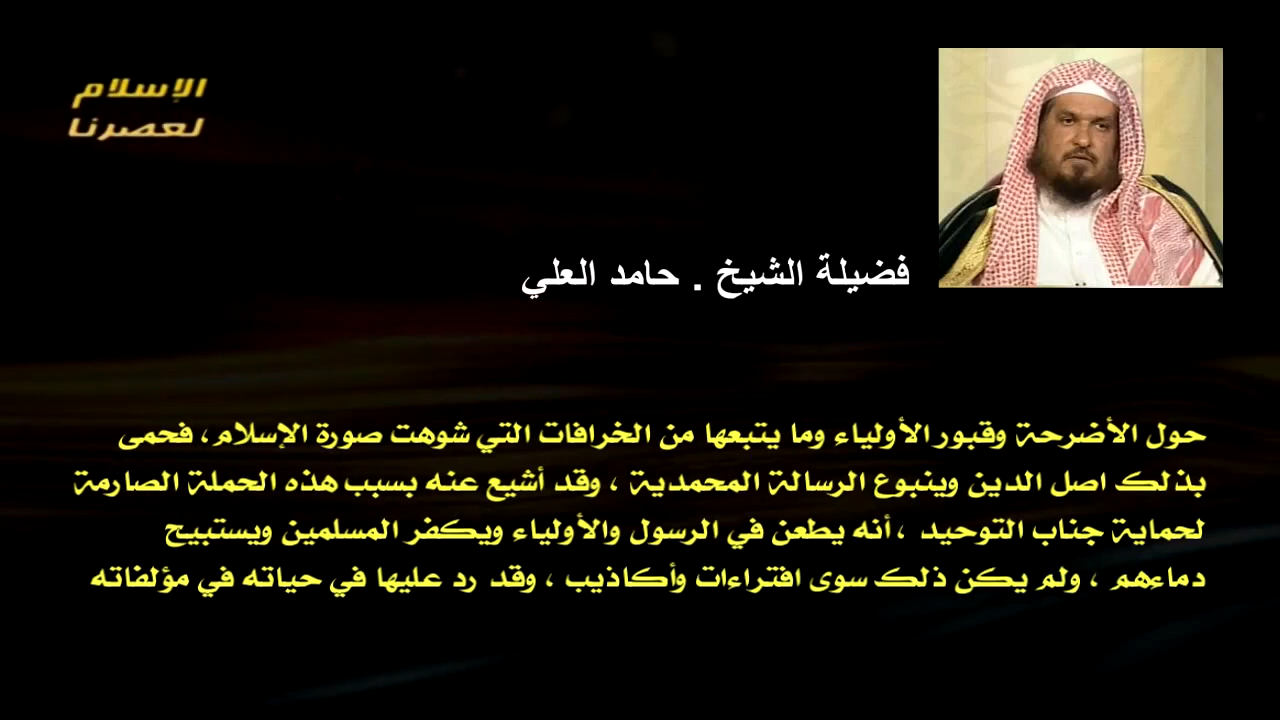 الإسلام
لعصرنا
فضيلة الشيخ . حامد العلي
حول الأضرحة وقبور الأولياء وما يتبعها من الخرافات التي شوهت صورة الإسلام، فحمى
بذلك اصل الدين وينبوع الرسالة المحمدية ، وقد أشيع عنه بسبب هذه الحملة الصارمة
لحماية جناب التوحيد ، أنه يطعن في الرسول والأولياء ويكفر المسلمين ويستبيح
دماءهم ، ولم يكن ذلك سوى افتراءات وأكاذيب ، وقد رد عليها في حياته في مؤلفاته